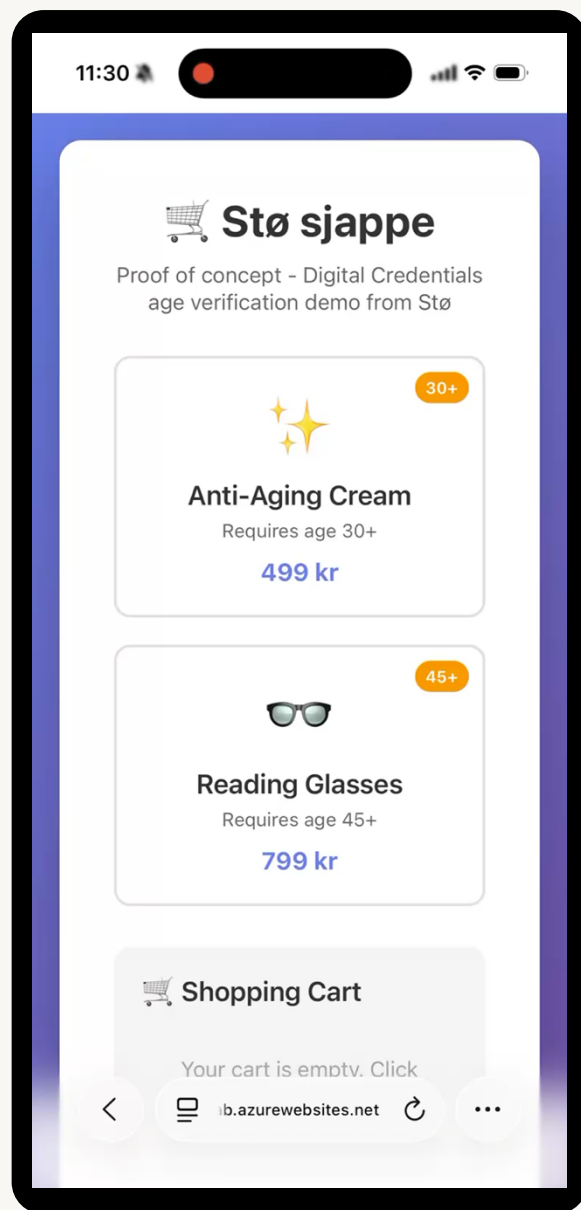 11:30
Stø sjappe
Proof of concept - Digital Credentials
age verification demo from Stø
30+
Anti-Aging Cream
Requires age 30+
499 kr
45+
Reading Glasses
Requires age 45+
799 kr
Shopping Cart
Your cart is empty. Click
b.azurewebsites.net